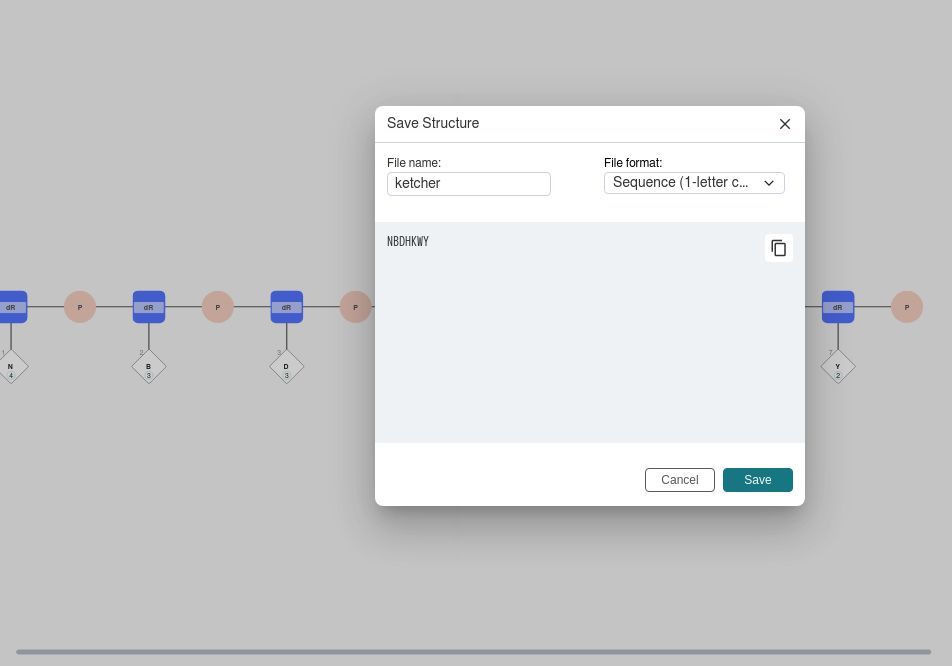 Save Structure
File name:
File format:
ketcher
Sequence (1-letter c...
NBDHKWY
dR P dR P dR P dR P
1 2 3 7
N B D Y
4 3 3 2
Cancel Save